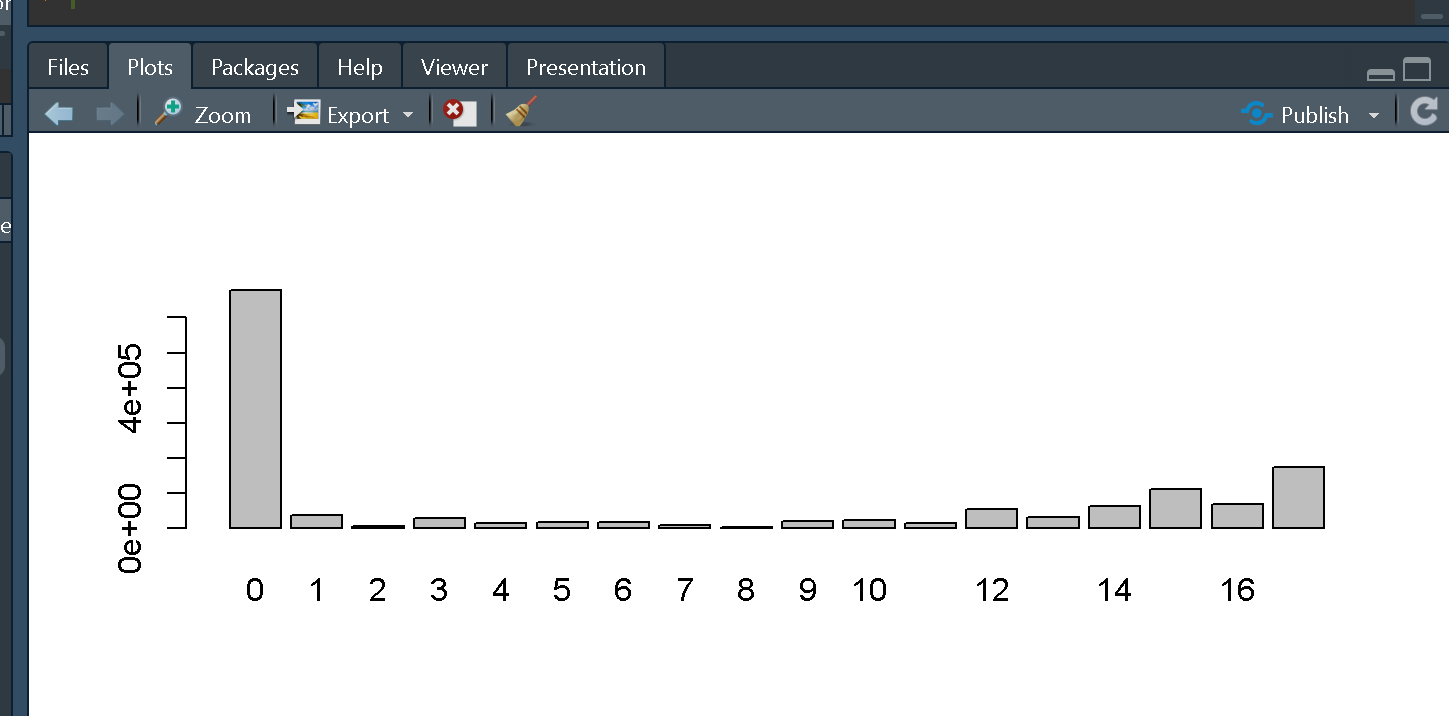 Files Plots Packages Help Viewer Presentation
Zoom Export Publish
4e+05
0e+00
0 1 2 3 4 5 6 7 8 9 10 12 14 16